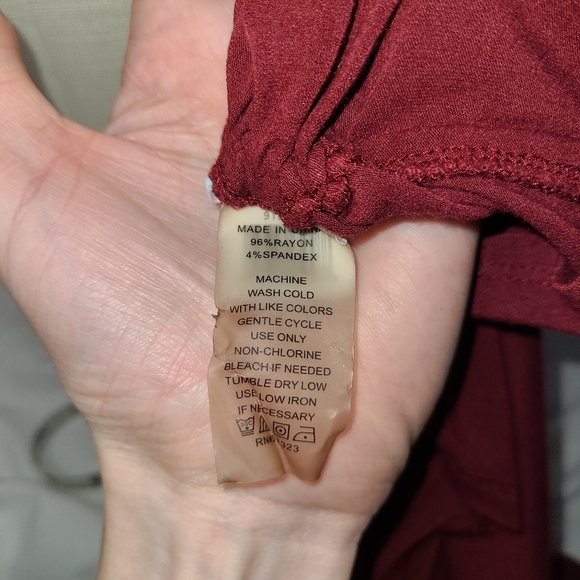 MADE IN
96%RAYON
4%SPANDEX
MACHINE
WASH COLD
WITH LIKE COLORS
GENTLE CYCLE
USE ONLY
NON-CHLORINE
BLEACH-IF NEEDED
TUMBLE DRY LOW
USE LOW IRON
IF NECESSARY